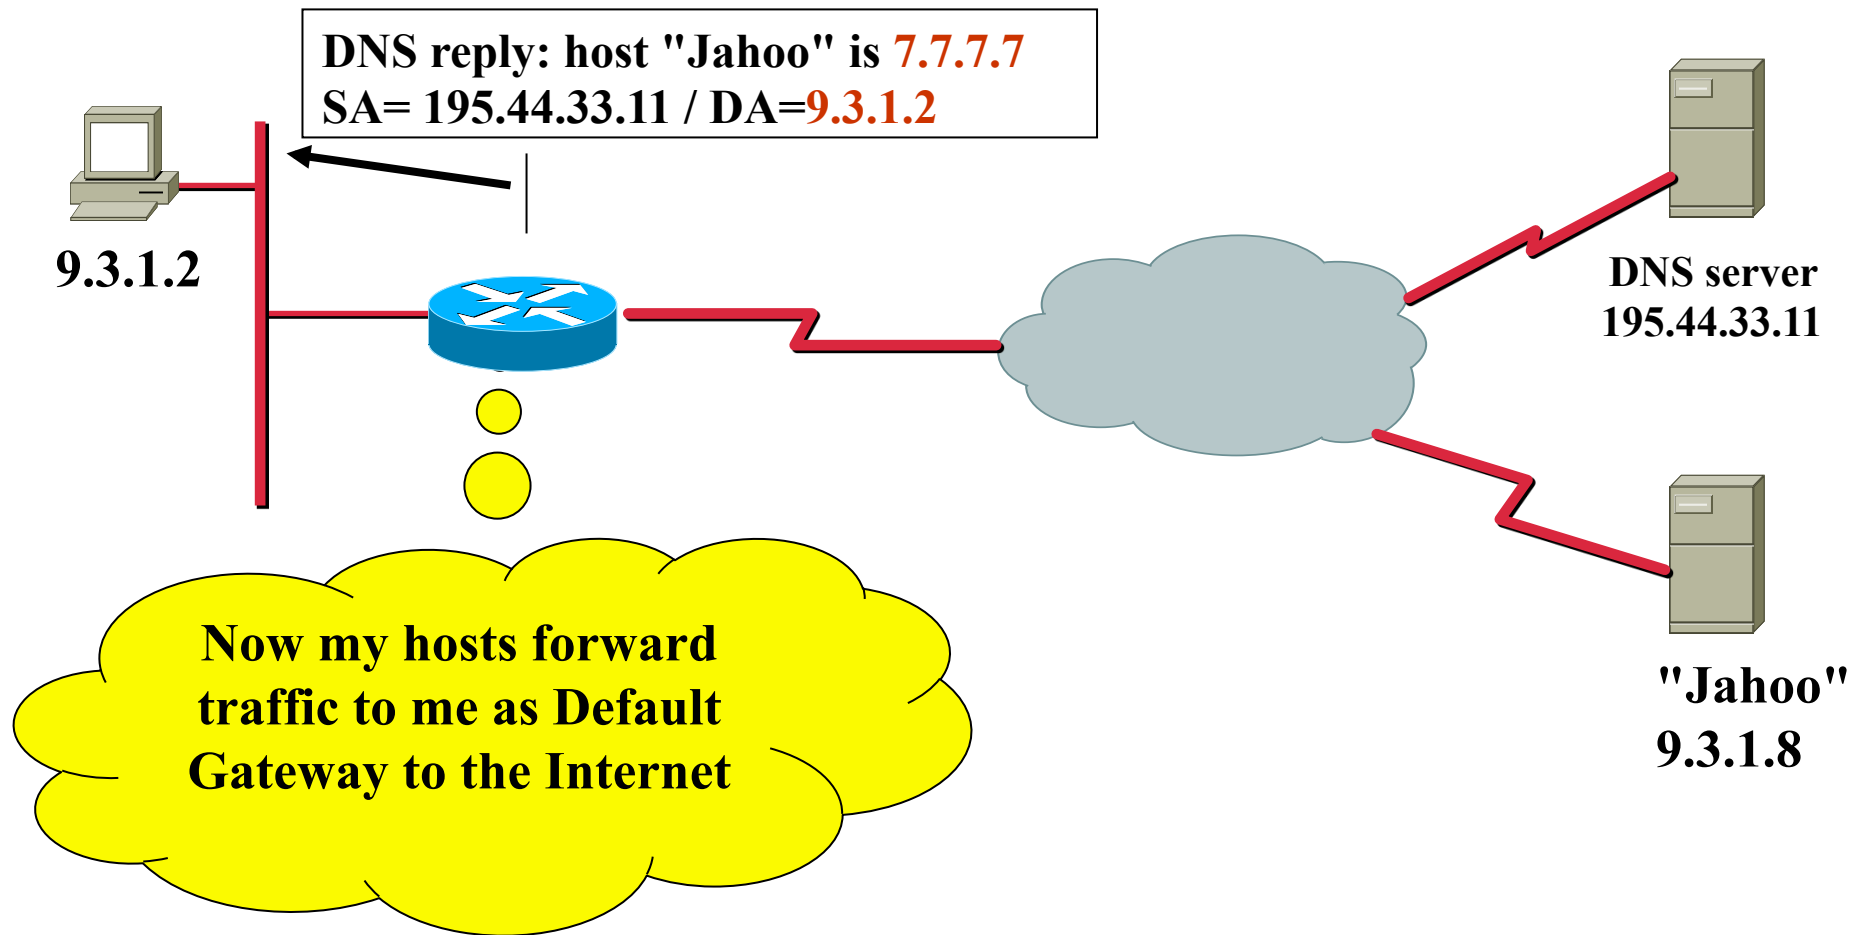 DNS reply: host "Jahoo" is 7.7.7.7
SA= 195.44.33.11 / DA=9.3.1.2
9.3.1.2
DNS server
195.44.33.11
Now my hosts forward
traffic to me as Default
Gateway to the Internet
"Jahoo"
9.3.1.8